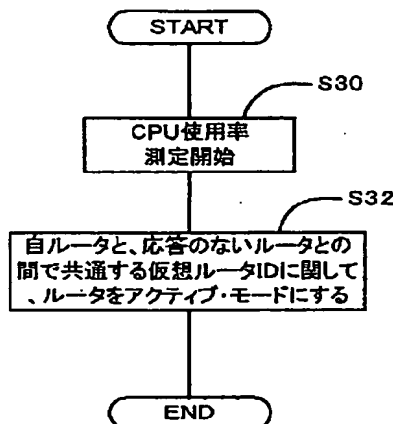 START
S30
CPU使用率
測定開始
S32
自ルータと、応答のないルータとの
間で共通する仮想ルータIDに関して
、ルータをアクティブ・モードにする
END